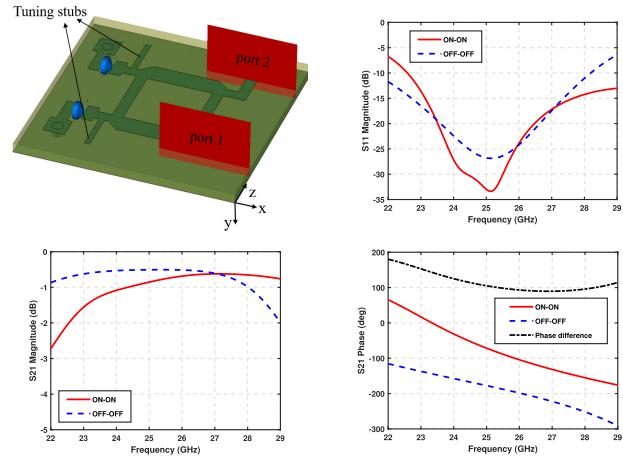 Tuning stubs
port 2
port 1
z
x
y
S11 Magnitude (dB)
0
-5
-10
-15
-20
-25
-30
-35
22 23 24 25 26 27 28 29
Frequency (GHz)
ON-ON
OFF-OFF
S21 Magnitude (dB)
0
-1
-2
-3
-4
-5
22 23 24 25 26 27 28 29
Frequency (GHz)
ON-ON
OFF-OFF
S21 Phase (deg)
200
100
0
-100
-200
-300
22 23 24 25 26 27 28 29
Frequency (GHz)
ON-ON
OFF-OFF
Phase difference